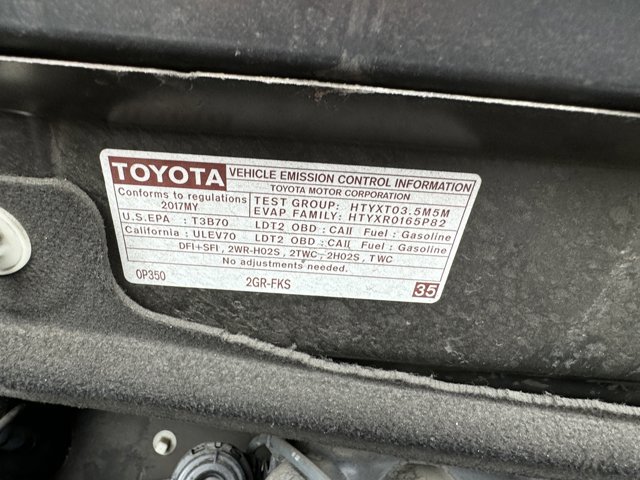 TOYOTA VEHICLE EMISSION CONTROL INFORMATION
TOYOTA MOTOR CORPORATION
Conforms to regulations
2017MY
TEST GROUP: HTYXT03.5M5M
EVAP FAMILY: HTYXR0165P82
U.S.EPA : T3B70 LDT2 OBD : CAII Fuel : Gasoline
California : ULEV70 LDT2 OBD : CAII Fuel : Gasoline
DFI+SFI , 2WR-HO2S , 2TWC , 2HO2S , TWC
No adjustments needed.
OP350 2GR-FKS 35